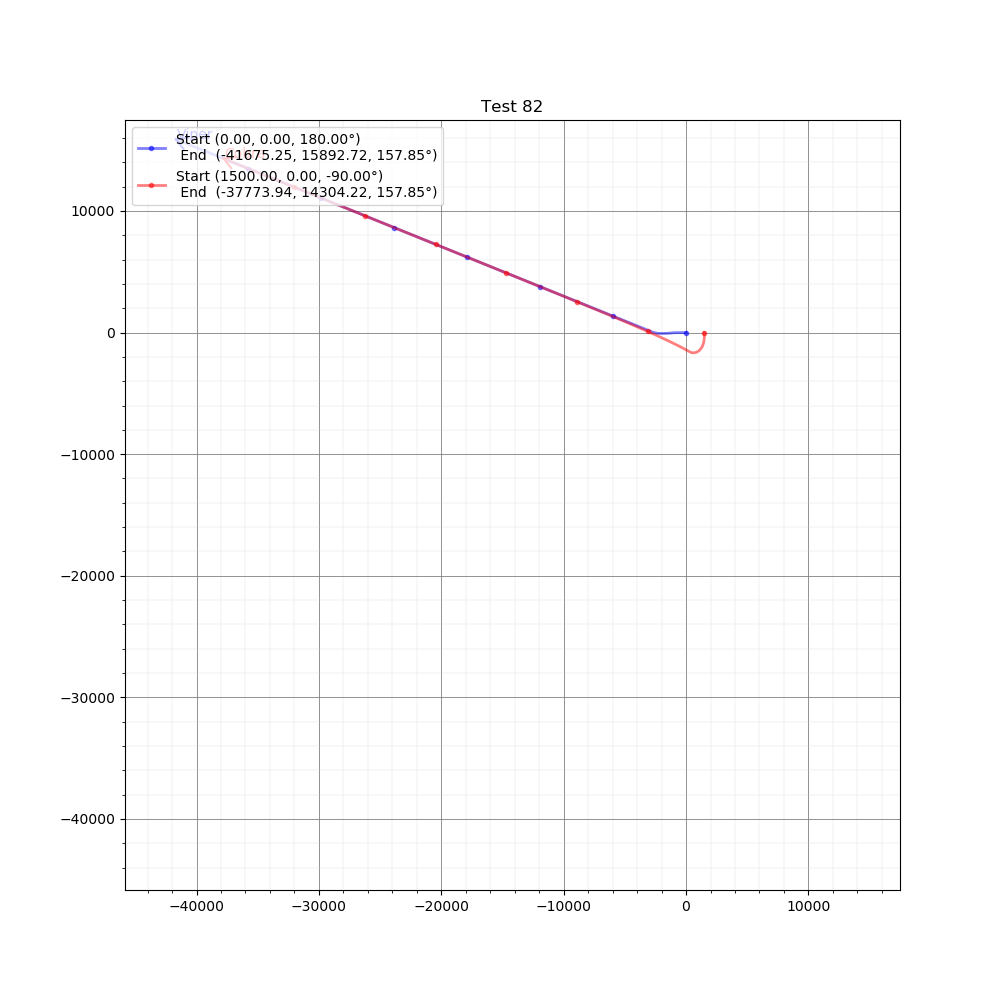 Test 82
Viper
Start (0.00, 0.00, 180.00°)
End (-41675.25, 15892.72, 157.85°)
Start (1500.00, 0.00, -90.00°)
End (-37773.94, 14304.22, 157.85°)
10000
0
−10000
−20000
−30000
−40000
−40000 −30000 −20000 −10000 0 10000